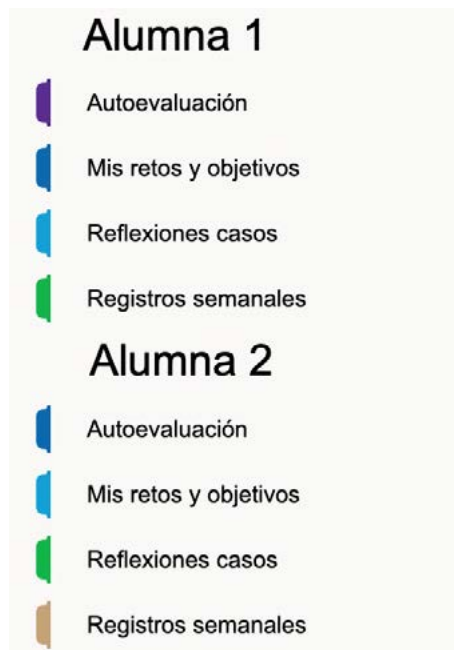 Alumna 1
Autoevaluación
Mis retos y objetivos
Reflexiones casos
Registros semanales
Alumna 2
Autoevaluación
Mis retos y objetivos
Reflexiones casos
Registros semanales